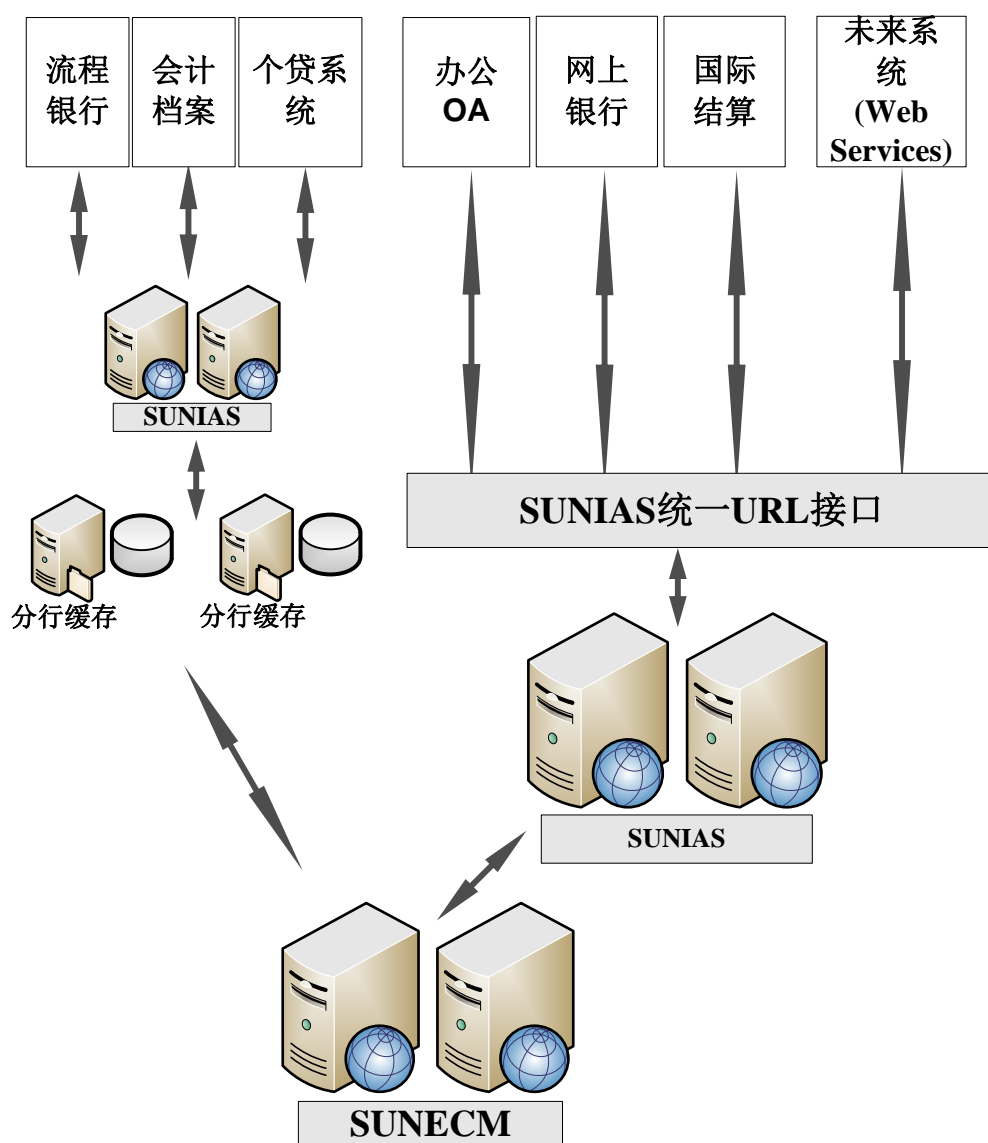 流程
银行
会计
档案
个贷系
统
办公
OA
网上
银行
国际
结算
未来系
统
(Web
Services)
SUNIAS
分行缓存
分行缓存
SUNIAS统一URL接口
SUNIAS
SUNECM